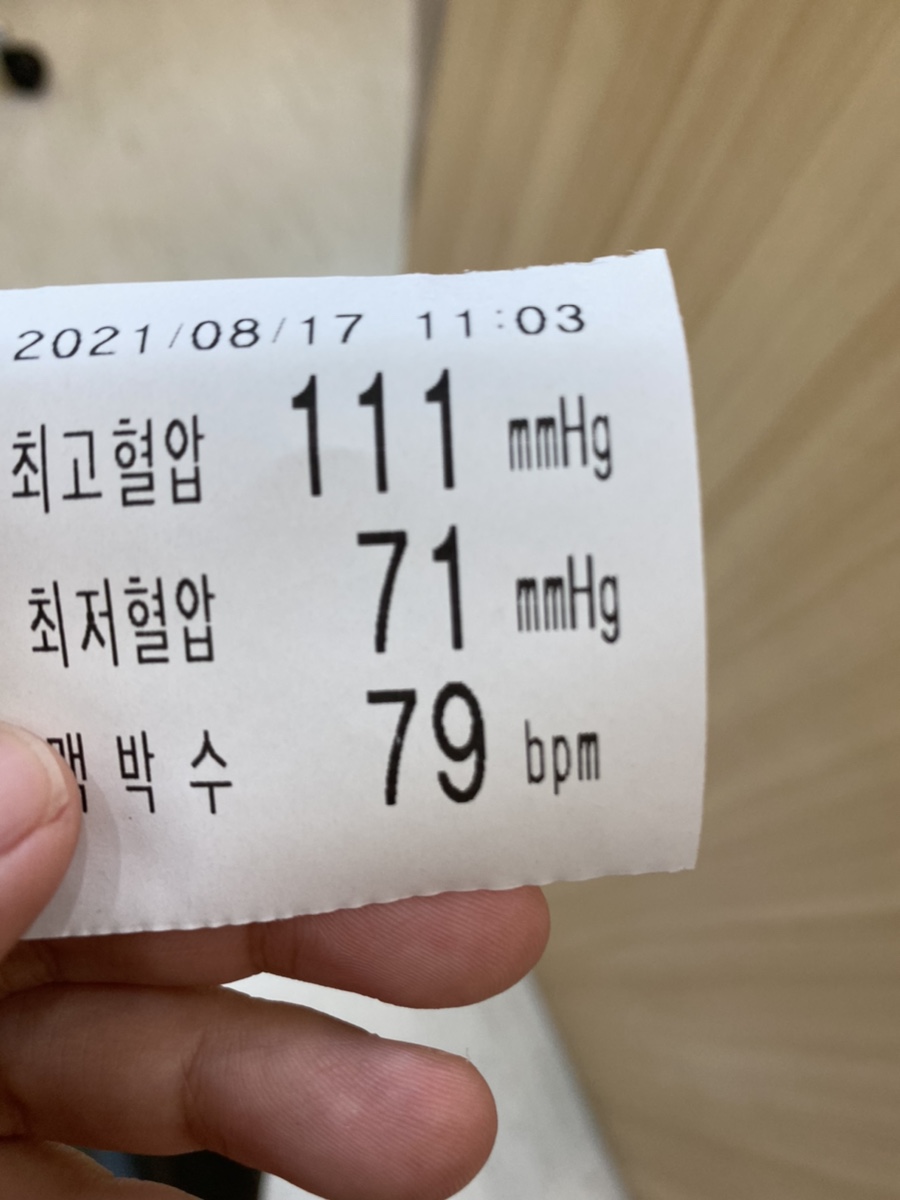 2021/08/17 11:03
최고혈압 111 mmHg
최저혈압 71 mmHg
맥 박 수 79 bpm